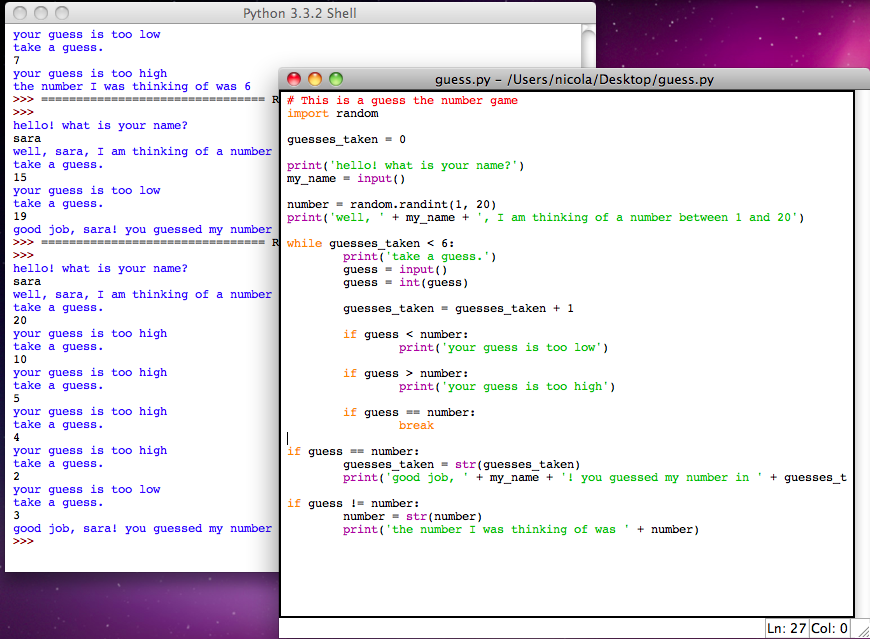 Python 3.3.2 Shell
your guess is too low
take a guess.
7
your guess is too high
the number I was thinking of was 6
>>> ================================ R
>>>
hello! what is your name?
sara
well, sara, I am thinking of a number
take a guess.
15
your guess is too low
take a guess.
19
good job, sara! you guessed my number
>>> ================================ R
>>>
hello! what is your name?
sara
well, sara, I am thinking of a number
take a guess.
20
your guess is too high
take a guess.
10
your guess is too high
take a guess.
5
your guess is too high
take a guess.
4
your guess is too high
take a guess.
2
your guess is too low
take a guess.
3
good job, sara! you guessed my number
>>>
guess.py - /Users/nicola/Desktop/guess.py
# This is a guess the number game
import random
guesses_taken = 0
print('hello! what is your name?')
my_name = input()
number = random.randint(1, 20)
print('well, ' + my_name + ', I am thinking of a number between 1 and 20')
while guesses_taken < 6:
print('take a guess.')
guess = input()
guess = int(guess)
guesses_taken = guesses_taken + 1
if guess < number:
print('your guess is too low')
if guess > number:
print('your guess is too high')
if guess == number:
break
if guess == number:
guesses_taken = str(guesses_taken)
print('good job, ' + my_name + '! you guessed my number in ' + guesses_t
if guess != number:
number = str(number)
print('the number I was thinking of was ' + number)
Ln: 27 Col: 0